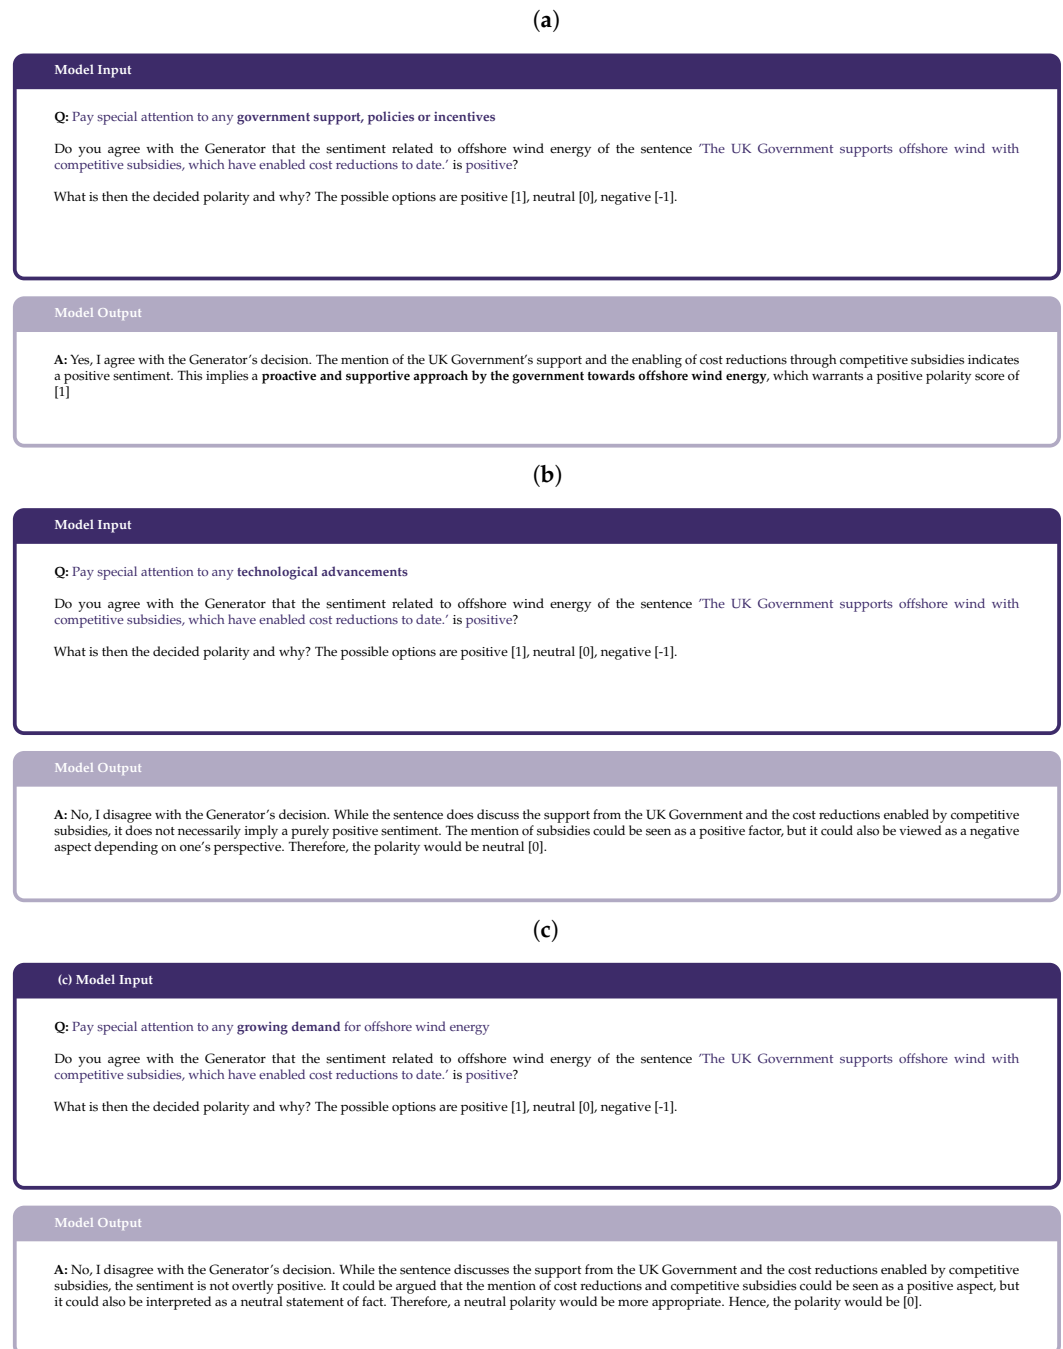 (a)
Model Input
Q: Pay special attention to any government support, policies or incentives
Do you agree with the Generator that the sentiment related to offshore wind energy of the sentence 'The UK Government supports offshore wind with
competitive subsidies, which have enabled cost reductions to date.' is positive?
What is then the decided polarity and why? The possible options are positive [1], neutral [0], negative [-1].
Model Output
A: Yes, I agree with the Generator's decision. The mention of the UK Government's support and the enabling of cost reductions through competitive subsidies indicates
a positive sentiment. This implies a proactive and supportive approach by the government towards offshore wind energy, which warrants a positive polarity score of
[1]
(b)
Model Input
Q: Pay special attention to any technological advancements
Do you agree with the Generator that the sentiment related to offshore wind energy of the sentence 'The UK Government supports offshore wind with
competitive subsidies, which have enabled cost reductions to date.' is positive?
What is then the decided polarity and why? The possible options are positive [1], neutral [0], negative [-1].
Model Output
A: No, I disagree with the Generator's decision. While the sentence does discuss the support from the UK Government and the cost reductions enabled by competitive
subsidies, it does not necessarily imply a purely positive sentiment. The mention of subsidies could be seen as a positive factor, but it could also be viewed as a negative
aspect depending on one's perspective. Therefore, the polarity would be neutral [0].
(c)
(c) Model Input
Q: Pay special attention to any growing demand for offshore wind energy
Do you agree with the Generator that the sentiment related to offshore wind energy of the sentence 'The UK Government supports offshore wind with
competitive subsidies, which have enabled cost reductions to date.' is positive?
What is then the decided polarity and why? The possible options are positive [1], neutral [0], negative [-1].
Model Output
A: No, I disagree with the Generator's decision. While the sentence discusses the support from the UK Government and the cost reductions enabled by competitive
subsidies, the sentiment is not overtly positive. It could be argued that the mention of cost reductions and competitive subsidies could be seen as a positive aspect, but
it could also be interpreted as a neutral statement of fact. Therefore, a neutral polarity would be more appropriate. Hence, the polarity would be [0].